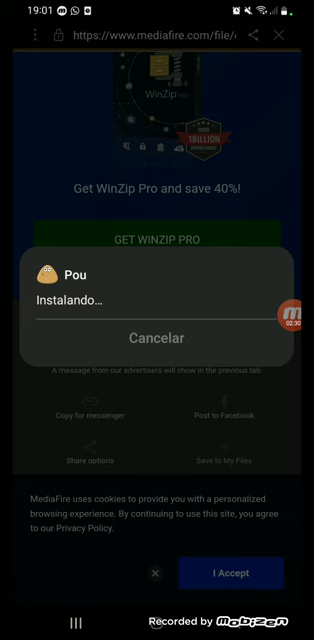 19:01
https://www.mediafire.com/file/
WinZip PRO
OVER
1 BILLION
Get WinZip Pro and save 40%!
GET WINZIP PRO
Pou
Instalando...
02:30
Cancelar
A message from our advertisers will show in the previous tab.
Copy for messenger
Post to Facebook
Share options
Save to My Files
MediaFire uses cookies to provide you with a personalized
browsing experience. By continuing to use this site, you agree
to our Privacy Policy.
I Accept
Recorded by Mobizen